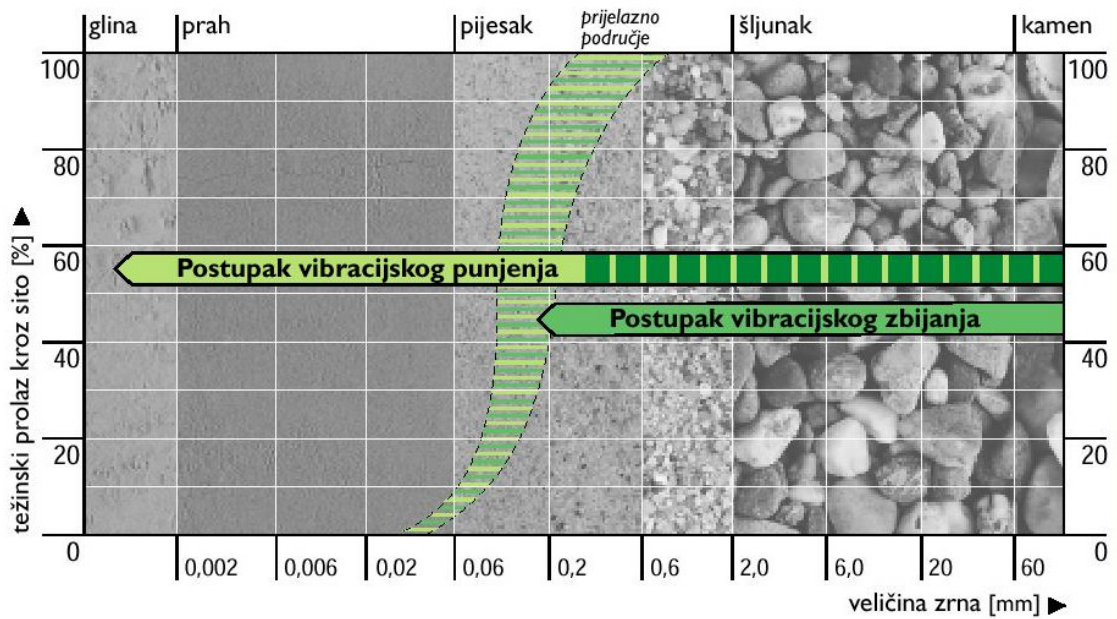 glina prah pijesak prijelazno područje šljunak kamen
100 100
80 80
60 60
Postupak vibracijskog punjenja
Postupak vibracijskog zbijanja
40 40
20 20
0 0
težinski prolaz kroz sito [%]
0,002 0,006 0,02 0,06 0,2 0,6 2,0 6,0 20 60
veličina zrna [mm]